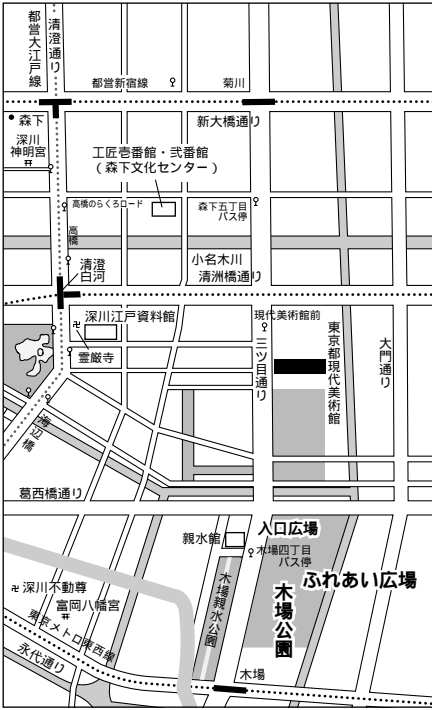 都営大江戸線
清澄通り
都営新宿線
菊川
森下
新大橋通り
深川
神明宮
工匠壱番館・弐番館
（森下文化センター）
高橋のらくろロード
森下五丁目
バス停
高橋
小名木川
清洲橋通り
清澄
白河
深川江戸資料館
現代美術館前
霊厳寺
三ツ目通り
東京都現代美術館
大門通り
海辺橋
葛西橋通り
親水館
入口広場
木場四丁目
バス停
ふれあい広場
木場公園
木場親水公園
深川不動尊
富岡八幡宮
東京メトロ東西線
永代通り
木場